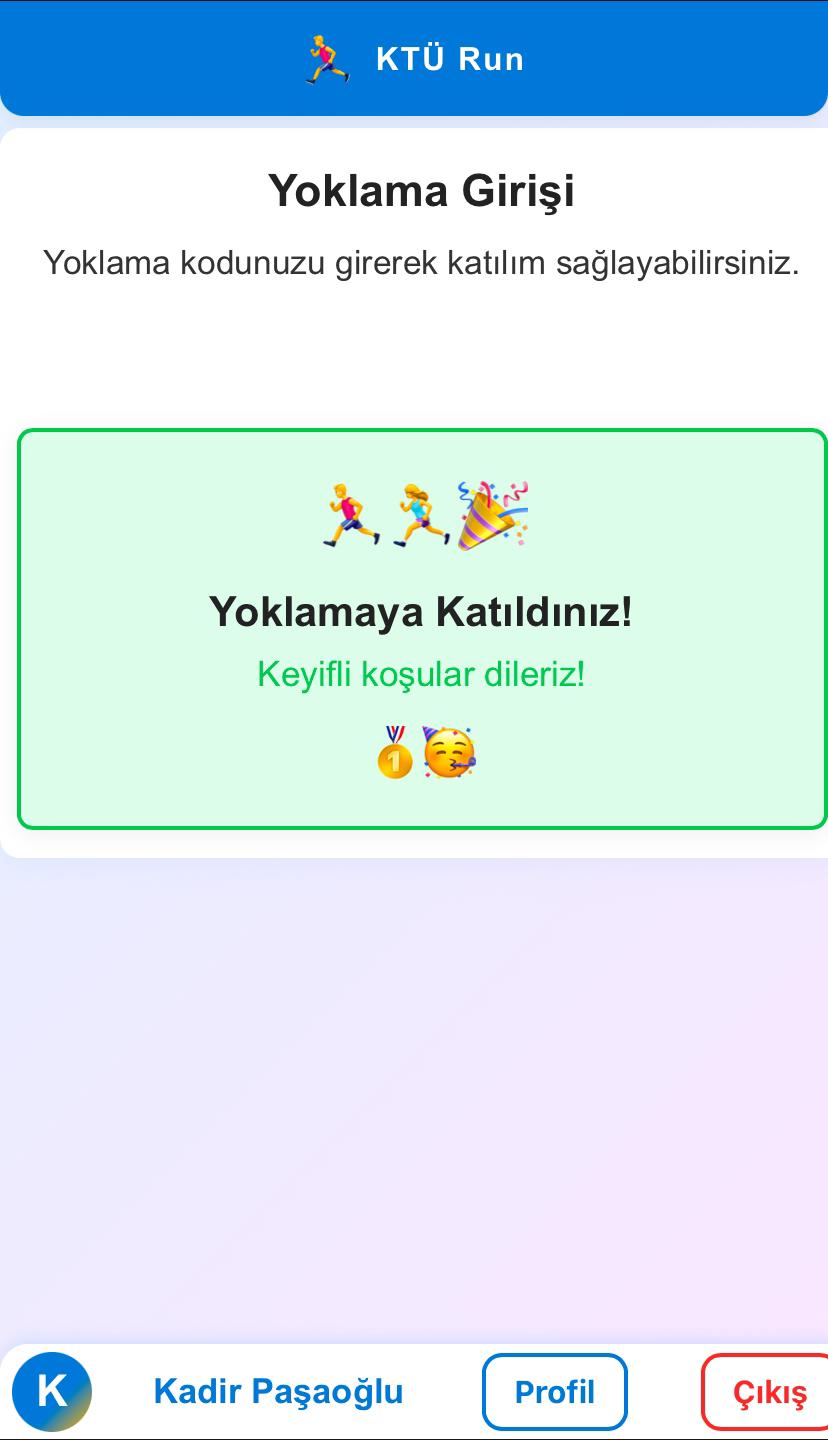 KTÜ Run
Yoklama Girişi
Yoklama kodunuzu girerek katılım sağlayabilirsiniz.
Yoklamaya Katıldınız!
Keyifli koşular dileriz!
K
Kadir Paşaoğlu
Profil
Çıkış